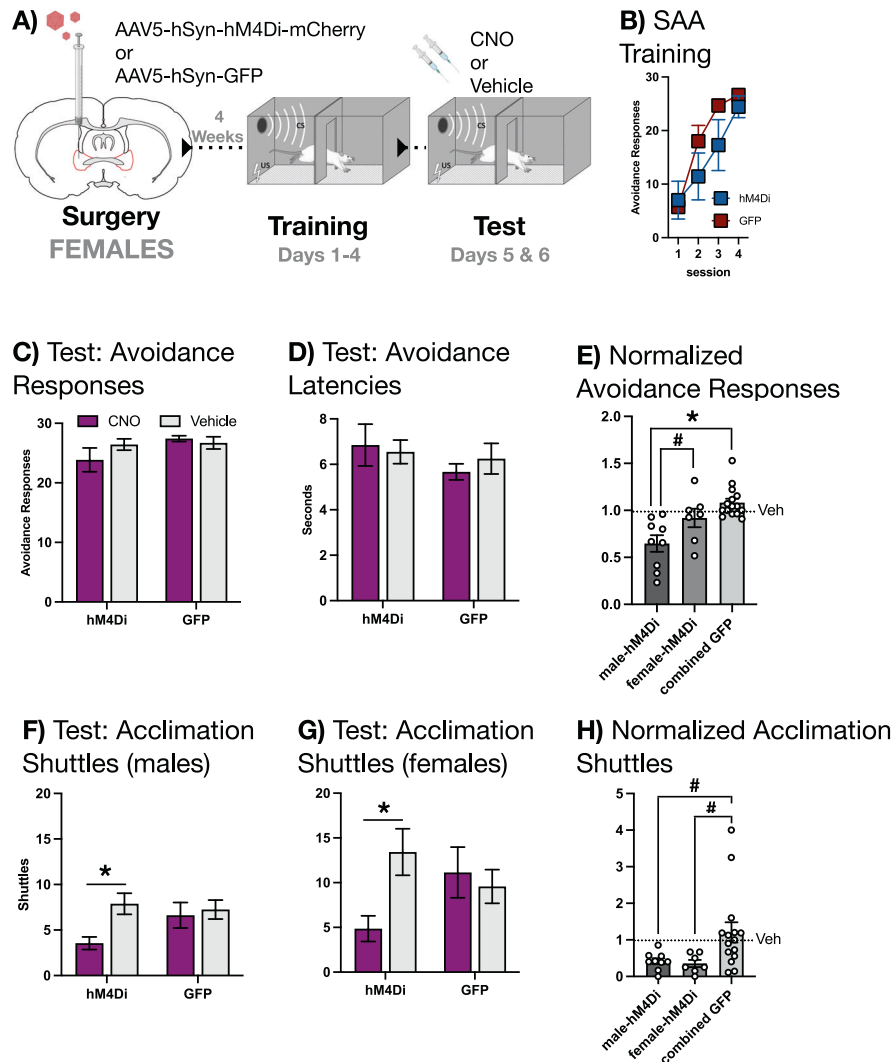 A)
AAV5-hSyn-hM4Di-mCherry
or
AAV5-hSyn-GFP
4
Weeks
CS
US
CNO
or
Vehicle
CS
US
Surgery
FEMALES
Training
Days 1-4
Test
Days 5 & 6
B) SAA
Training
Avoidance Responses
30
20
10
0
hM4Di
GFP
1 2 3 4
session
C) Test: Avoidance
Responses
Avoidance Responses
30
20
10
0
CNO Vehicle
hM4Di GFP
D) Test: Avoidance
Latencies
Seconds
8
6
4
2
0
hM4Di GFP
E) Normalized
Avoidance Responses
2.0
1.5
1.0
0.5
0.0
*
#
Veh
male-hM4Di
female-hM4Di
combined GFP
F) Test: Acclimation
Shuttles (males)
Shuttles
20
15
10
5
0
*
hM4Di GFP
G) Test: Acclimation
Shuttles (females)
20
15
10
5
0
*
hM4Di GFP
H) Normalized Acclimation
Shuttles
5
4
3
2
1
0
#
#
Veh
male-hM4Di
female-hM4Di
combined GFP